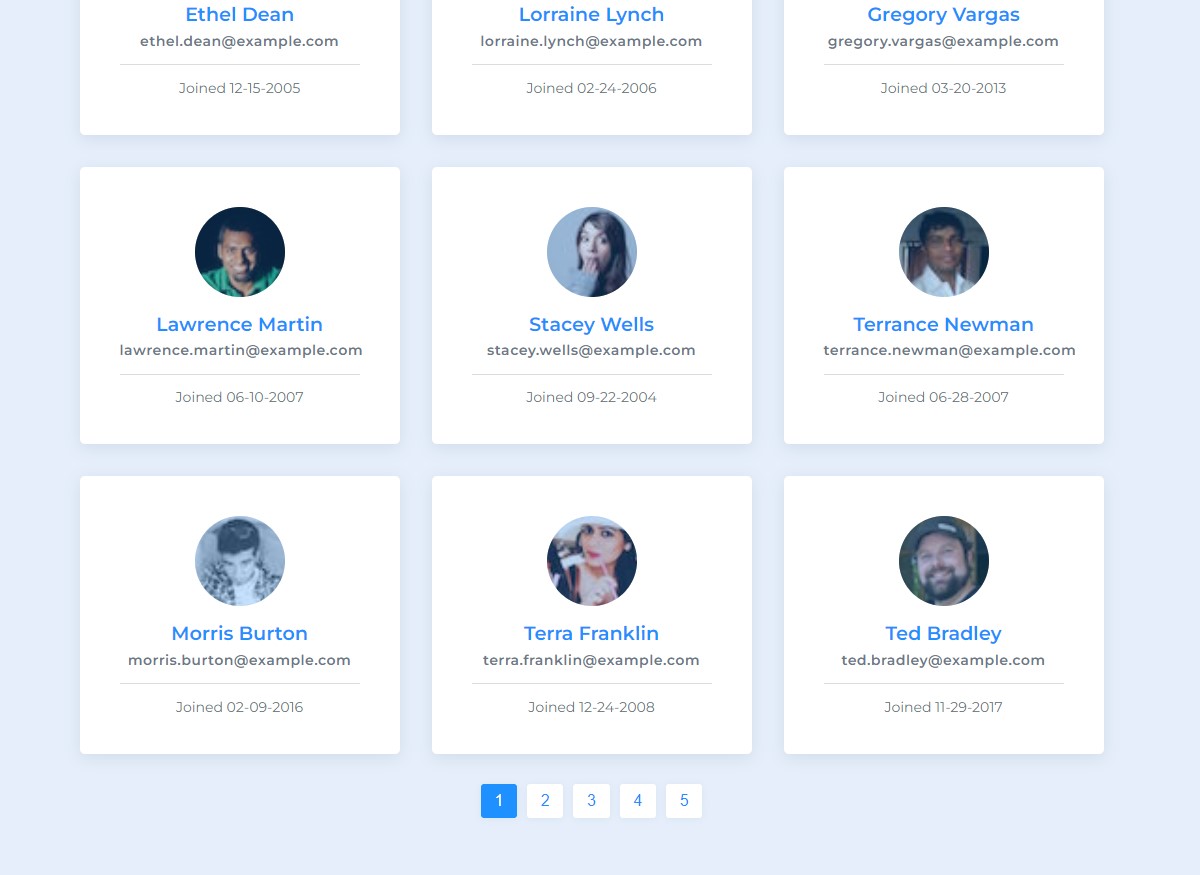 Ethel Dean
ethel.dean@example.com
Joined 12-15-2005
Lorraine Lynch
lorraine.lynch@example.com
Joined 02-24-2006
Gregory Vargas
gregory.vargas@example.com
Joined 03-20-2013
Lawrence Martin
lawrence.martin@example.com
Joined 06-10-2007
Stacey Wells
stacey.wells@example.com
Joined 09-22-2004
Terrance Newman
terrance.newman@example.com
Joined 06-28-2007
Morris Burton
morris.burton@example.com
Joined 02-09-2016
Terra Franklin
terra.franklin@example.com
Joined 12-24-2008
Ted Bradley
ted.bradley@example.com
Joined 11-29-2017
1 2 3 4 5